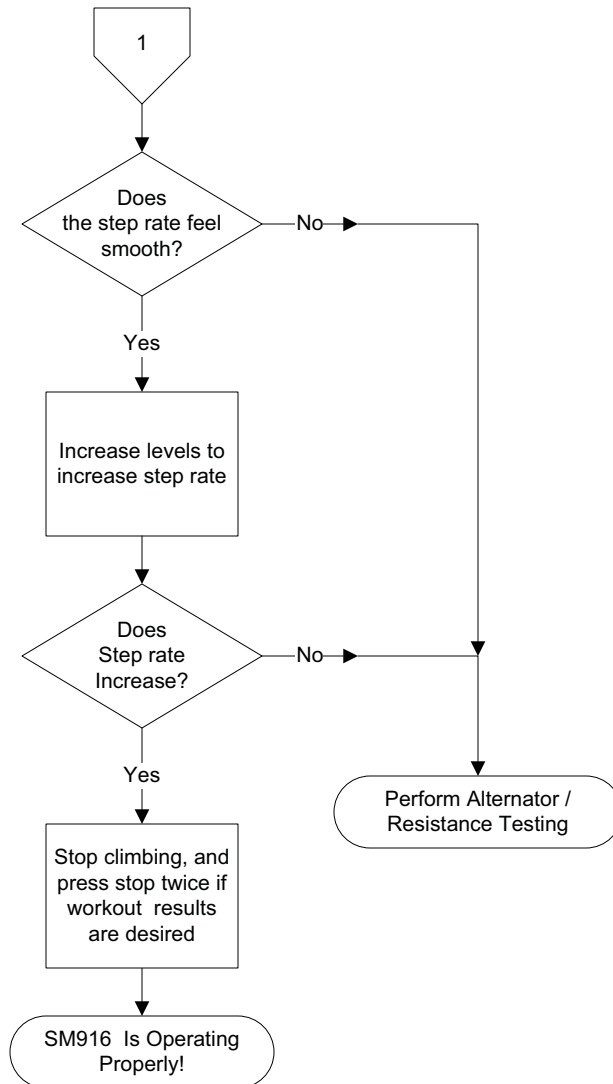 1
Does
the step rate feel
smooth?
No
Yes
Increase levels to
increase step rate
Does
Step rate
Increase?
No
Yes
Perform Alternator /
Resistance Testing
Stop climbing, and
press stop twice if
workout results
are desired
SM916 Is Operating
Properly!